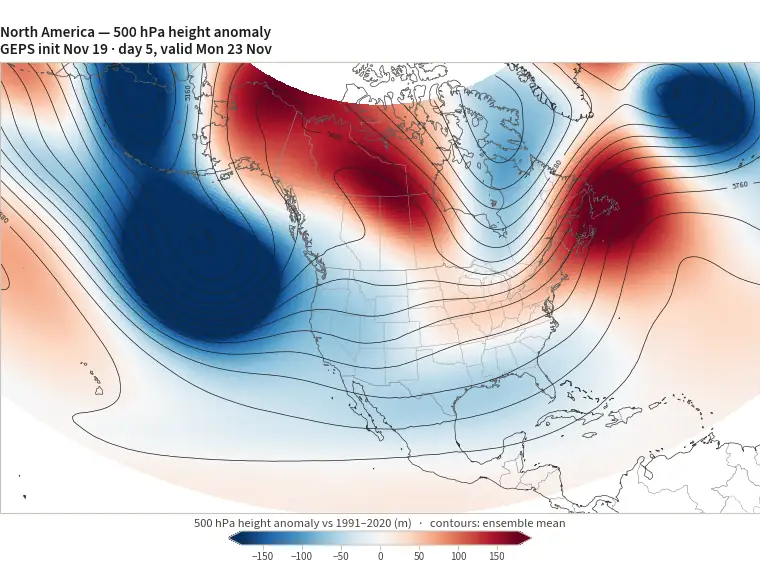 North America — 500 hPa height anomaly
GEPS init Nov 19 · day 5, valid Mon 23 Nov
5160
5760
500 hPa height anomaly vs 1991–2020 (m) · contours: ensemble mean
−150 −100 −50 0 50 100 150